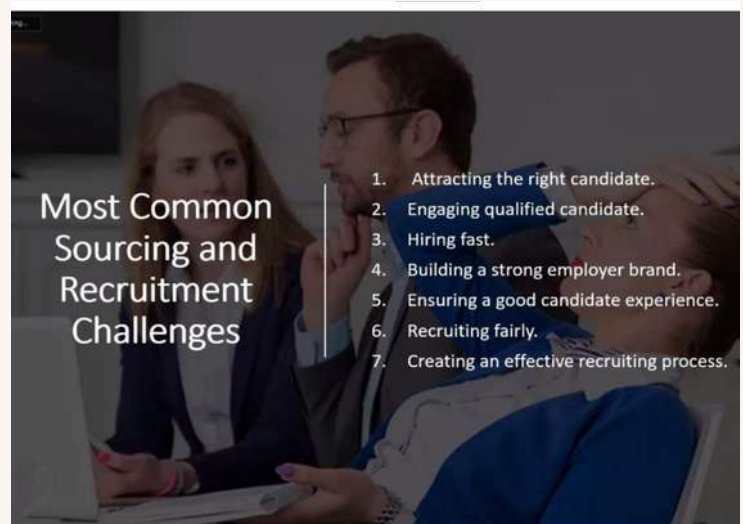 Most Common
Sourcing and
Recruitment
Challenges
1. Attracting the right candidate.
2. Engaging qualified candidate.
3. Hiring fast.
4. Building a strong employer brand.
5. Ensuring a good candidate experience.
6. Recruiting fairly.
7. Creating an effective recruiting process.